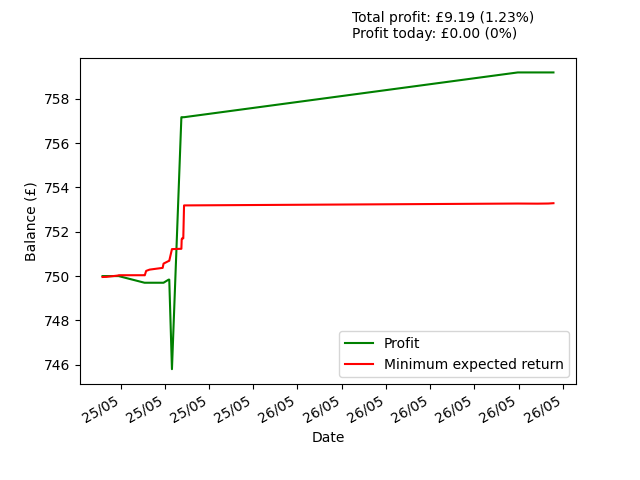 Total profit: £9.19 (1.23%)
Profit today: £0.00 (0%)
758
756
754
752
750
748
746
Balance (£)
Profit
Minimum expected return
25/05 25/05 25/05 25/05 26/05 26/05 26/05 26/05 26/05 26/05 26/05
Date